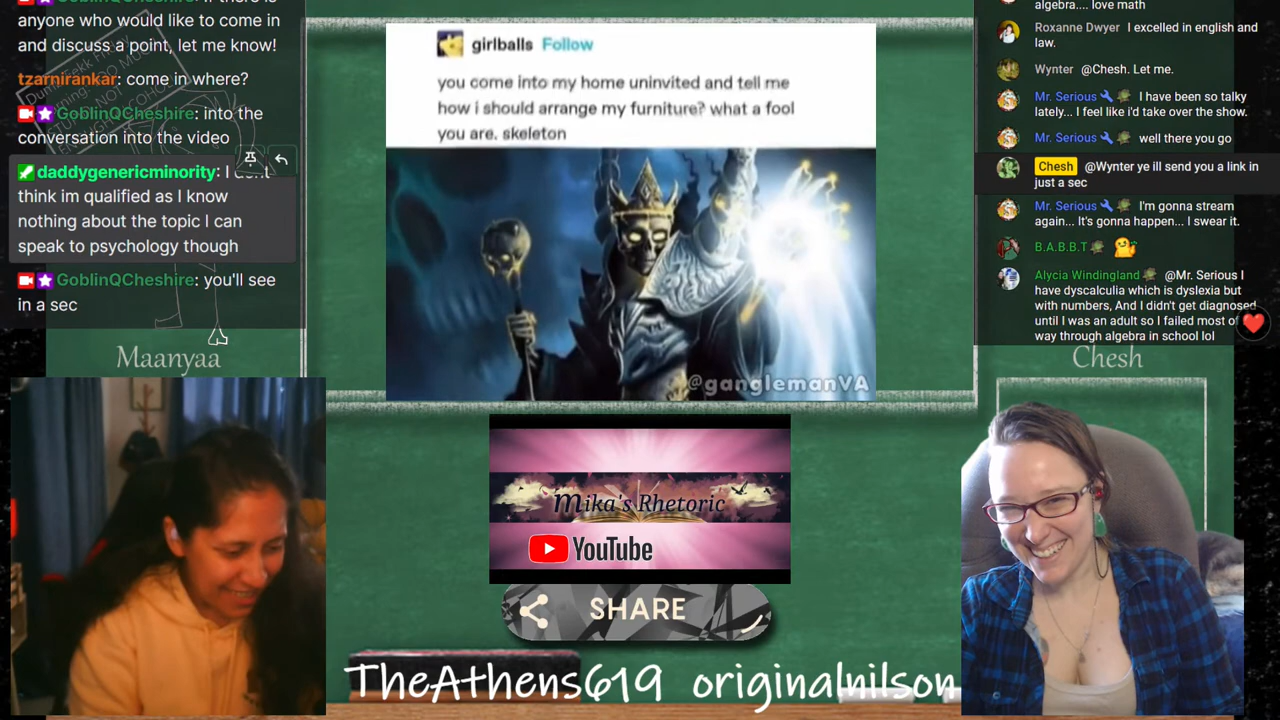 GoblinQCheshire: If there is
anyone who would like to come in
and discuss a point, let me know!
tzarnirankar: come in where?
GoblinQCheshire: into the
conversation into the video
daddygenericminority: I dont
think im qualified as I know
nothing about the topic I can
speak to psychology though
GoblinQCheshire: you'll see
in a sec
Maanyaa
girlballs Follow
you come into my home uninvited and tell me
how i should arrange my furniture? what a fool
you are. skeleton
@ganglemanVA
Mika's Rhetoric
YouTube
SHARE
TheAthens619 originalnilson
algebra.... love math
Roxanne Dwyer I excelled in english and
law.
Wynter @Chesh. Let me.
Mr. Serious I have been so talky
lately... I feel like i'd take over the show.
Mr. Serious well there you go
Chesh @Wynter ye ill send you a link in
just a sec
Mr. Serious I'm gonna stream
again... It's gonna happen... I swear it.
B.A.B.B.T
Alycia Windingland @Mr. Serious I
have dyscalculia which is dyslexia but
with numbers, And I didn't get diagnosed
until I was an adult so I failed most of
way through algebra in school lol
Chesh